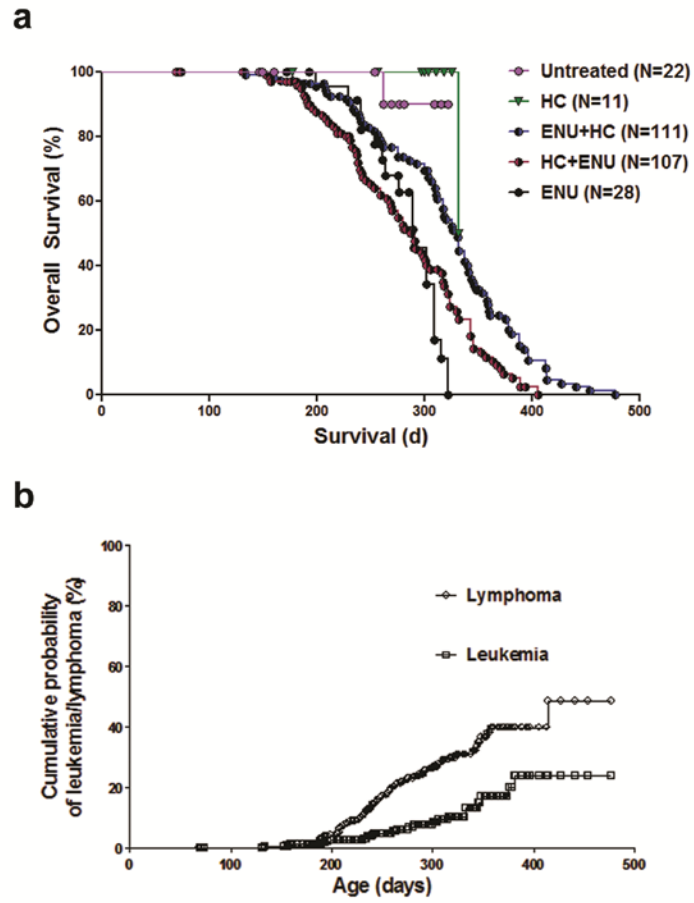 a
100
80
60
40
20
0
Overall Survival (%)
0 100 200 300 400 500
Survival (d)
Untreated (N=22)
HC (N=11)
ENU+HC (N=111)
HC+ENU (N=107)
ENU (N=28)
b
100
80
60
40
20
0
Cumulative probability
of leukemia/lymphoma (%)
0 100 200 300 400 500
Age (days)
Lymphoma
Leukemia